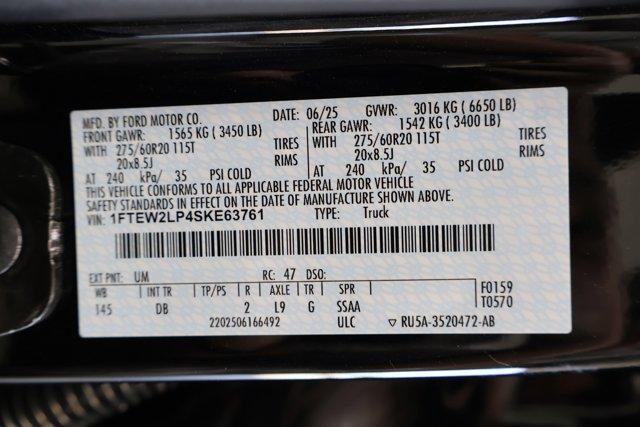 MFD. BY FORD MOTOR CO. DATE: 06/25 GVWR: 3016 KG ( 6650 LB)
FRONT GAWR: 1565 KG ( 3450 LB) REAR GAWR: 1542 KG ( 3400 LB)
WITH 275/60R20 115T TIRES WITH 275/60R20 115T TIRES
20x8.5J RIMS 20x8.5J RIMS
AT 240 kPa/ 35 PSI COLD AT 240 kPa/ 35 PSI COLD
THIS VEHICLE CONFORMS TO ALL APPLICABLE FEDERAL MOTOR VEHICLE
SAFETY STANDARDS IN EFFECT ON THE DATE OF MANUFACTURE SHOWN ABOVE.
VIN: 1FTEW2LP4SKE63761 TYPE: Truck
EXT PNT: UM RC: 47 DSO:
WB INT TR TP/PS R AXLE TR SPR F0159
145 DB 2 L9 G SSAA T0570
2202506166492 ULC ▽ RU5A-3520472-AB